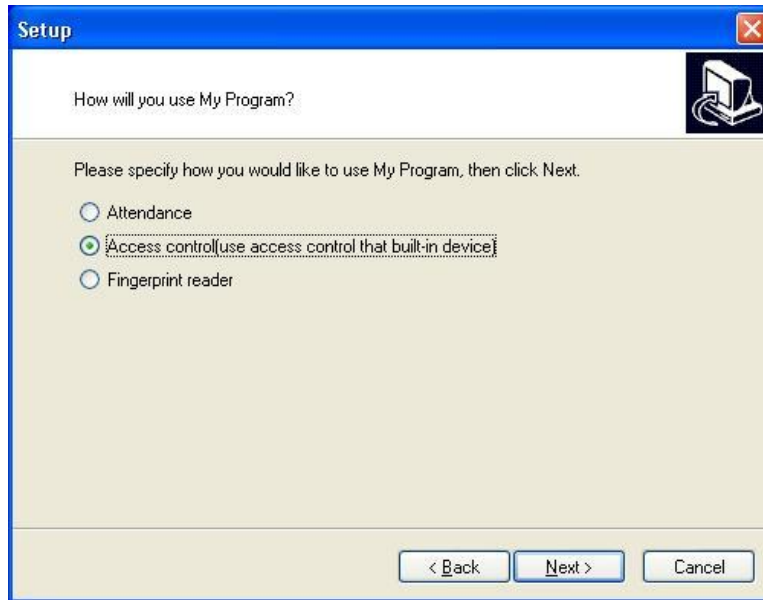 Setup
How will you use My Program?
Please specify how you would like to use My Program, then click Next.
Attendance
Access control(use access control that built-in device)
Fingerprint reader
< Back
Next >
Cancel